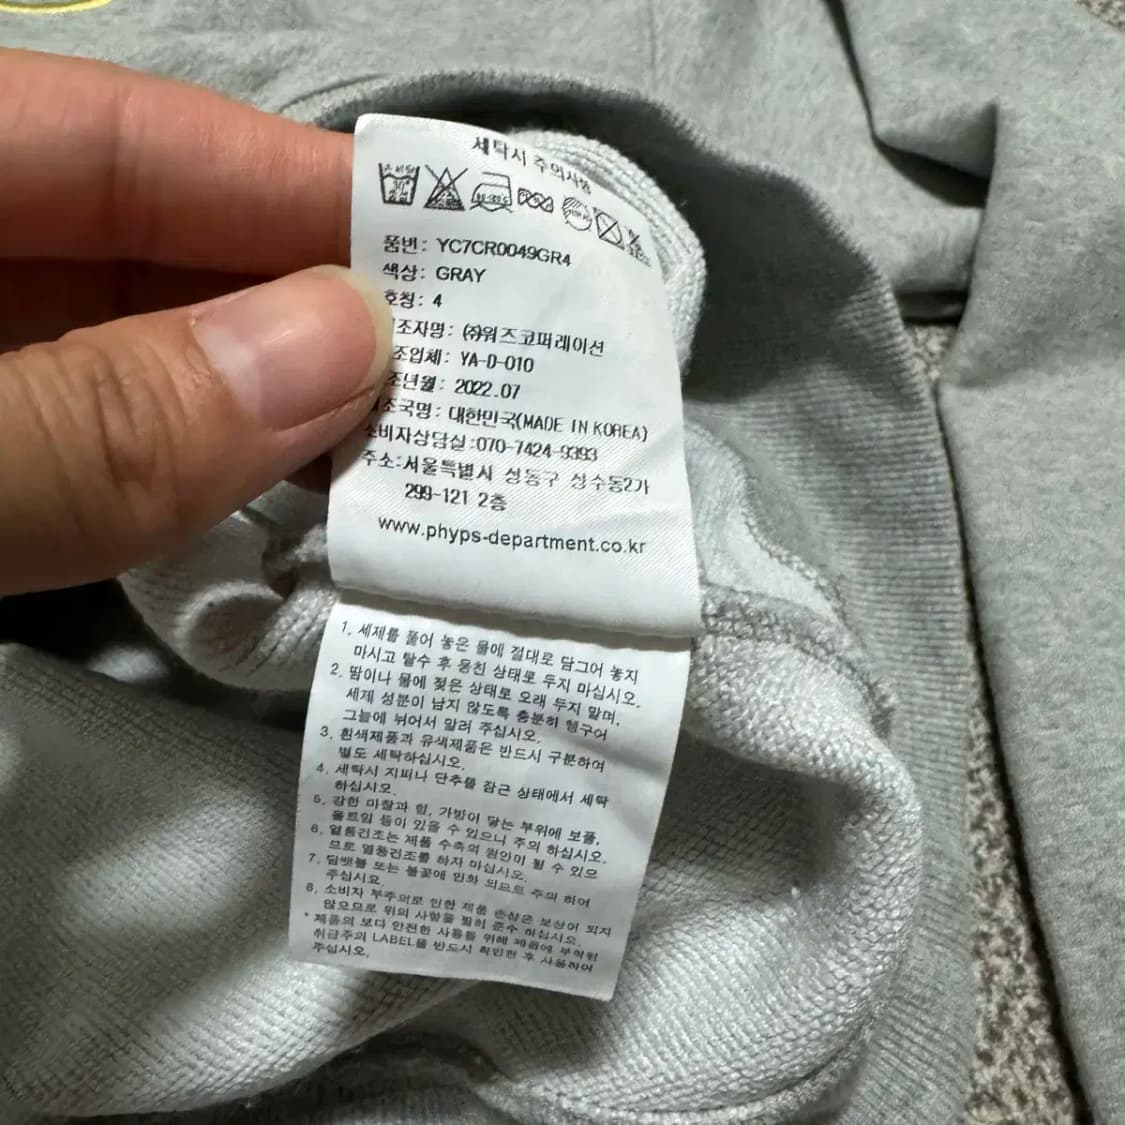 세탁시 주의사항
품번: YC7CR0049GR4
색상: GRAY
호칭: 4
조자명: (주)워즈코퍼레이션
조업체: YA-D-010
조년월: 2022.07
조국명: 대한민국(MADE IN KOREA)
소비자상담실:070-7424-9393
주소:서울특별시 성동구 성수동2가
299-121 2층
www.phyps-department.co.kr
1. 세제를 풀어 놓은 물에 절대로 담그어 놓지
마시고 탈수 후 뭉친 상태로 두지 마십시오.
2. 땀이나 물에 젖은 상태로 오래 두지 말며,
세제 성분이 남지 않도록 충분히 헹구어
그늘에 뉘어서 말려 주십시오.
3. 흰색제품과 유색제품은 반드시 구분하여
별도 세탁하십시오.
4. 세탁시 지퍼나 단추를 잠근 상태에서 세탁
하십시오.
5. 강한 마찰과 힘, 가방이 닿는 부위에 보풀,
올트임 등이 있을 수 있으니 주의 하십시오.
6. 열풍건조는 제품 수축의 원인이 될 수 있으
므로 열풍건조를 하지 마십시오.
7. 담뱃불 또는 불꽃에 인화 되므로 주의 하여
주십시요.
8. 소비자 부주의로 인한 제품 손상은 보상이 되지
않으므로 위의 사항을 필히 준수 하십시오.
* 제품의 보다 안전한 사용을 위해 제품에 부착된
취급주의 LABEL을 반드시 확인한 후 사용하여
주십시오.